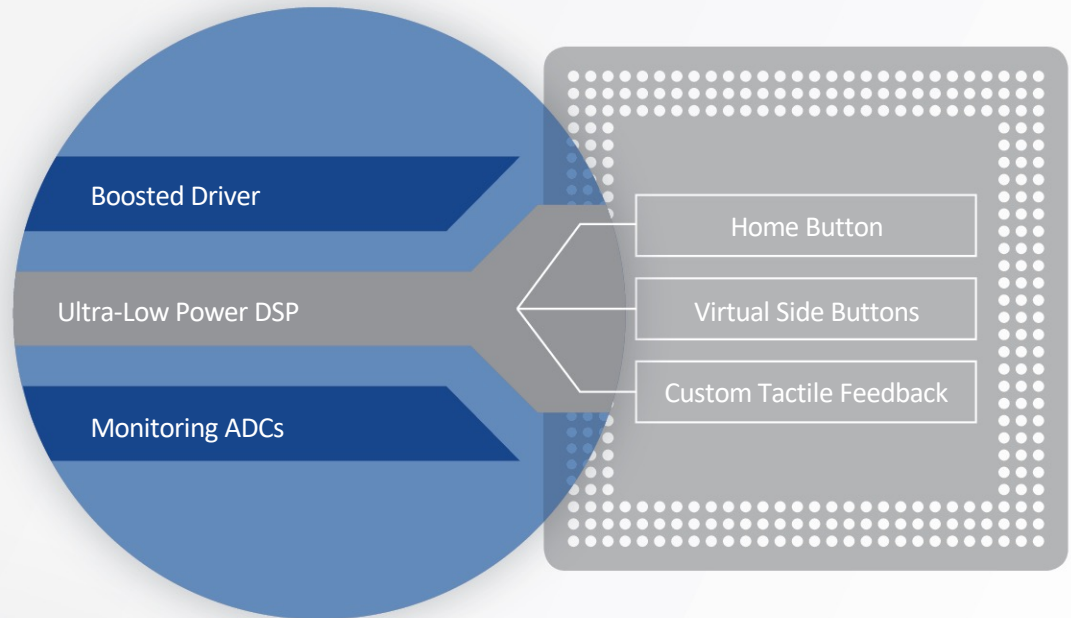 Boosted Driver
Ultra-Low Power DSP
Monitoring ADCs
Home Button
Virtual Side Buttons
Custom Tactile Feedback